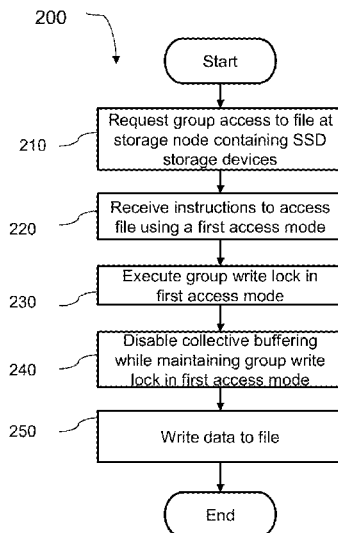 200
Start
Request group access to file at
storage node containing SSD
storage devices
210
Receive instructions to access
file using a first access mode
220
Execute group write lock in
first access mode
230
Disable collective buffering
while maintaining group write
lock in first access mode
240
250
Write data to file
End